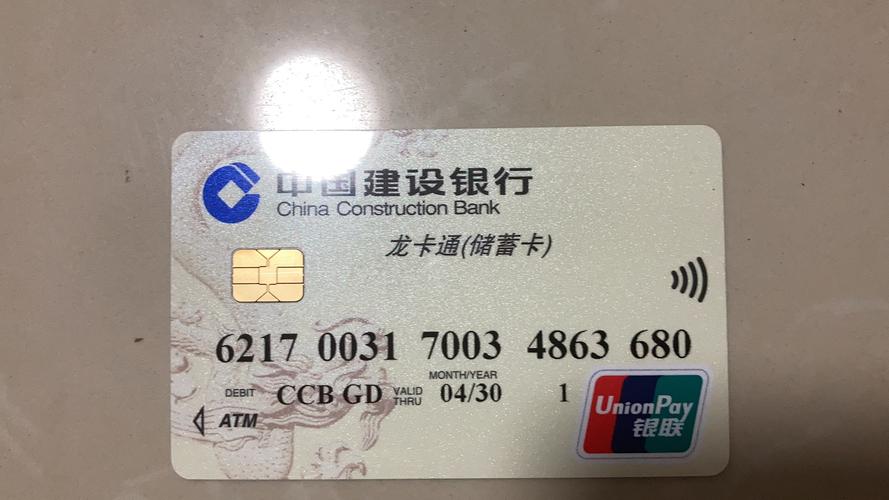 中国建设银行
China Construction Bank
龙卡通(储蓄卡)
6217 0031 7003 4863 680
MONTH/YEAR
DEBIT CCB GD VALID THRU 04/30 1
ATM
UnionPay
银联